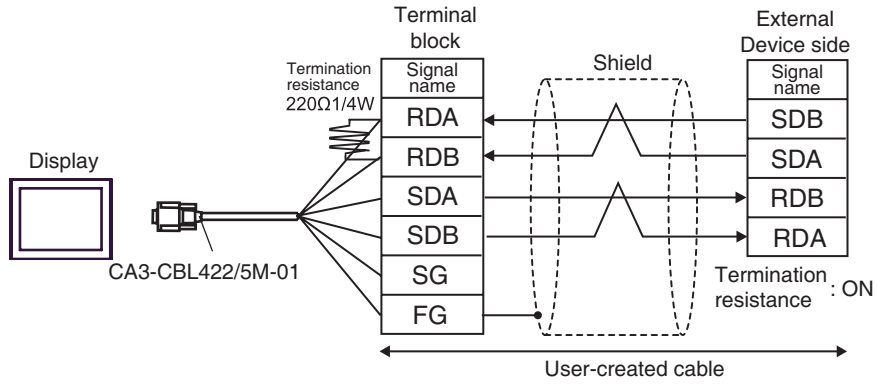 Terminal
block
External
Device side
Shield
Termination
resistance
220Ω1/4W
Signal
name
RDA
RDB
SDA
SDB
SG
FG
Signal
name
SDB
SDA
RDB
RDA
Display
CA3-CBL422/5M-01
Termination
resistance : ON
User-created cable